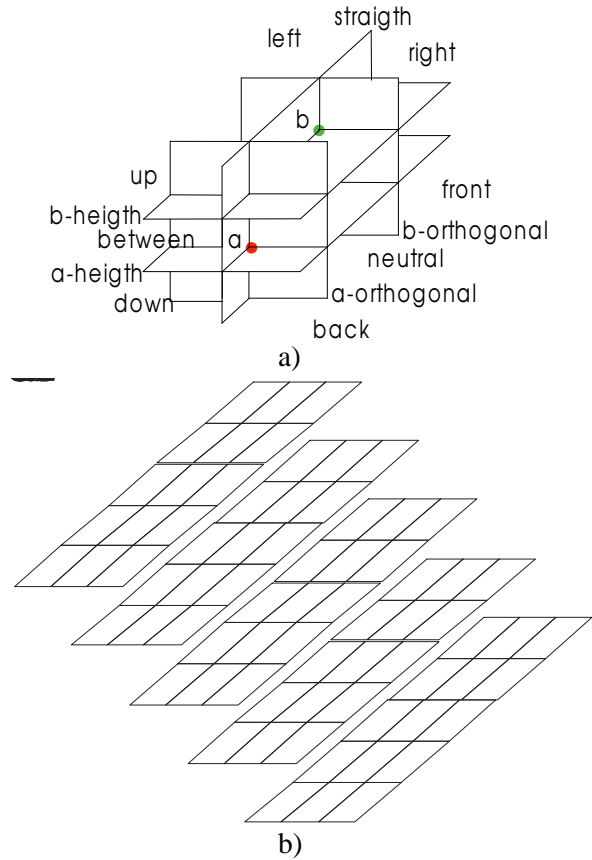 straigth
left
right
b
up
front
b-heigth
b-orthogonal
between
a
neutral
a-heigth
a-orthogonal
down
back
a)
b)